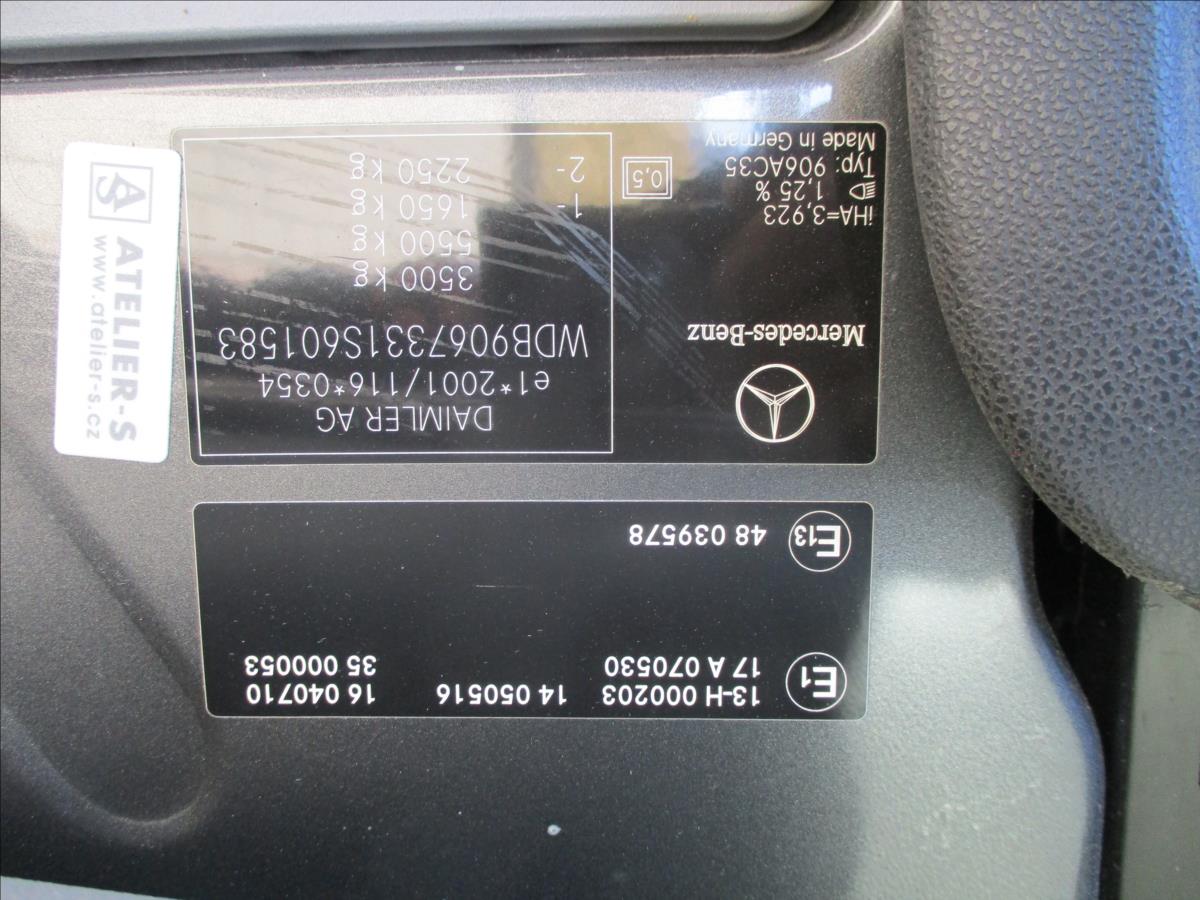 E1
13-H 000203 14 050516 16 040710
17 A 070530 35 000053
E13
48 039578
Mercedes-Benz
iHA=3,923
1,25 %
Typ: 906AC35
Made in Germany
0,5
DAIMLER AG
e1*2001/116*0354
WDB9067331S601583
3500 kg
5500 kg
1- 1650 kg
2- 2250 kg
AS
ATELIER-S
www.atelier-s.cz